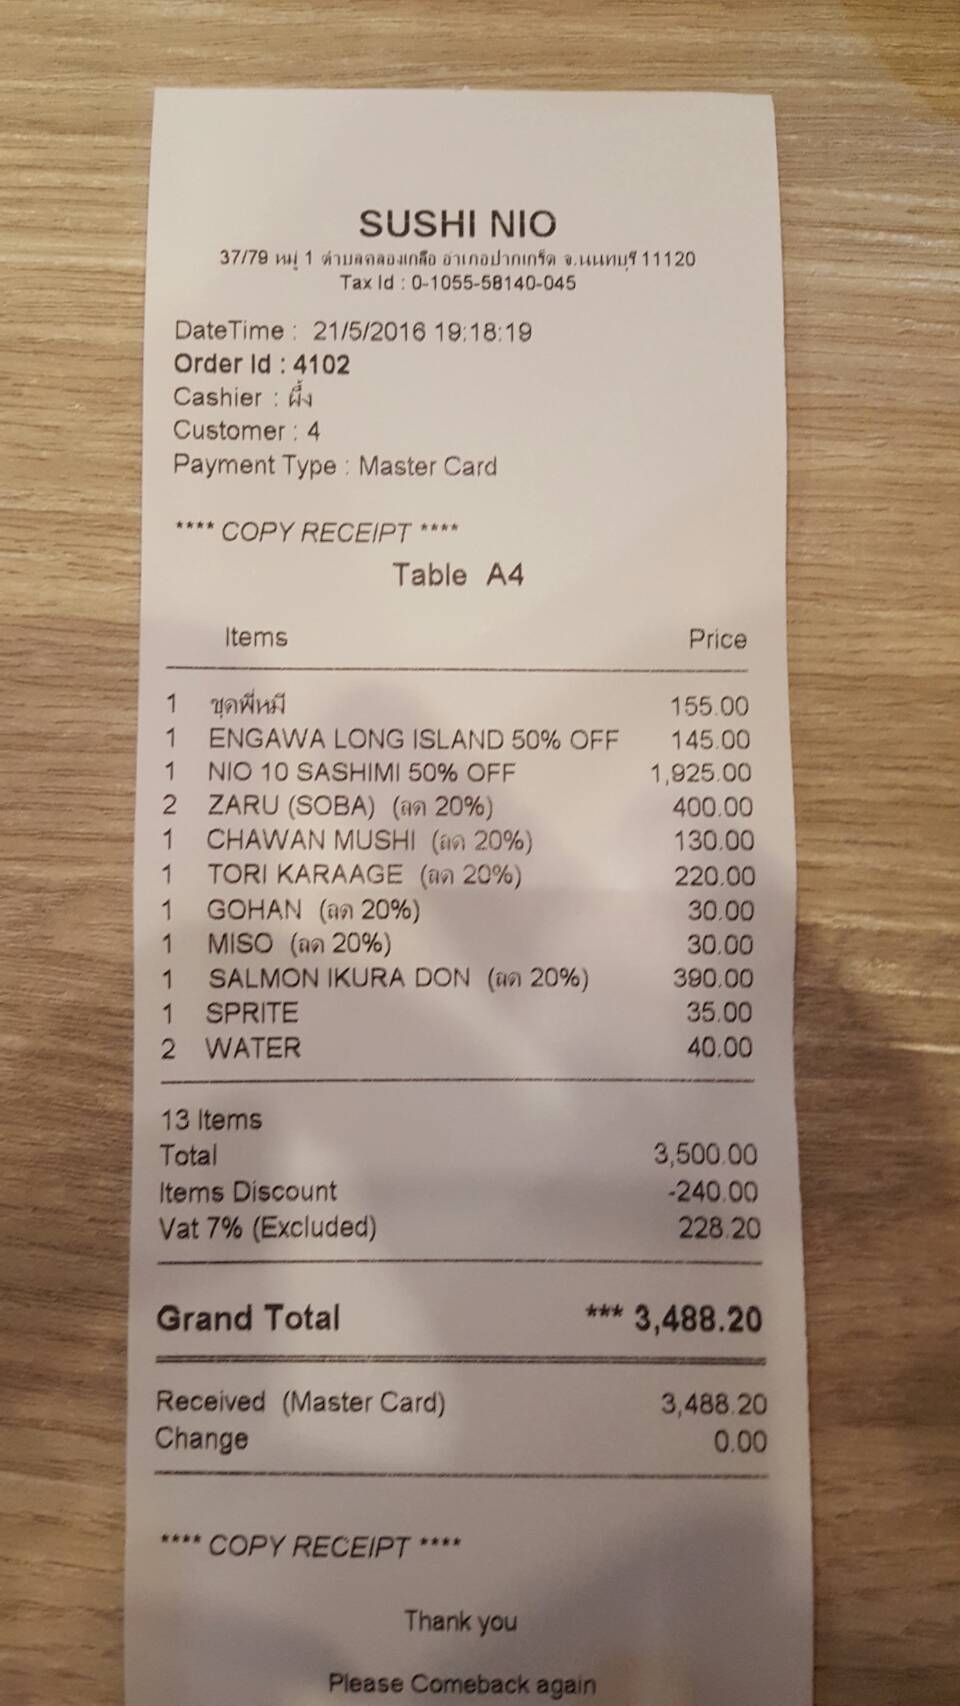 SUSHI NIO
37/79 หมู่ 1 ตำบลคลองเกลือ อำเภอปากเกร็ด จ.นนทบุรี 11120
Tax Id : 0-1055-58140-045
DateTime : 21/5/2016 19:18:19
Order Id : 4102
Cashier : ผึ้ง
Customer : 4
Payment Type : Master Card
**** COPY RECEIPT ****
Table A4
Items Price
1 ชุดพี่หมี 155.00
1 ENGAWA LONG ISLAND 50% OFF 145.00
1 NIO 10 SASHIMI 50% OFF 1,925.00
2 ZARU (SOBA) (ลด 20%) 400.00
1 CHAWAN MUSHI (ลด 20%) 130.00
1 TORI KARAAGE (ลด 20%) 220.00
1 GOHAN (ลด 20%) 30.00
1 MISO (ลด 20%) 30.00
1 SALMON IKURA DON (ลด 20%) 390.00
1 SPRITE 35.00
2 WATER 40.00
13 Items
Total 3,500.00
Items Discount -240.00
Vat 7% (Excluded) 228.20
Grand Total *** 3,488.20
Received (Master Card) 3,488.20
Change 0.00
**** COPY RECEIPT ****
Thank you
Please Comeback again